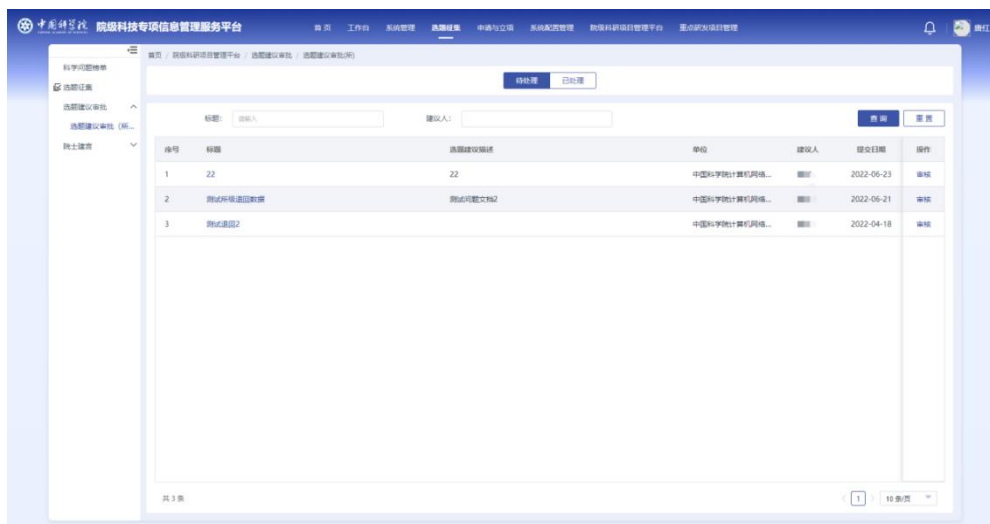 中国科学院 院级科技专项信息管理服务平台 首页 工作台 系统管理 选题征集 申请与立项 系统配置管理 院级科研项目管理平台 重点研发项目管理 唐红
首页 / 院级科研项目管理平台 / 选题建议审批 / 选题建议审批(所)
科学问题榜单
选题征集
选题建议审批
选题建议审批（所...
院士建言
待处理 已处理
标题： 请输入 建议人： 查询 重置
序号 标题 选题建议描述 单位 建议人 提交日期 操作
1 22 22 中国科学院计算机网络... 2022-06-23 审核
2 测试所级退回数据 测试问题文档2 中国科学院计算机网络... 2022-06-21 审核
3 测试退回2 中国科学院计算机网络... 2022-04-18 审核
共 3 条 1 10 条/页